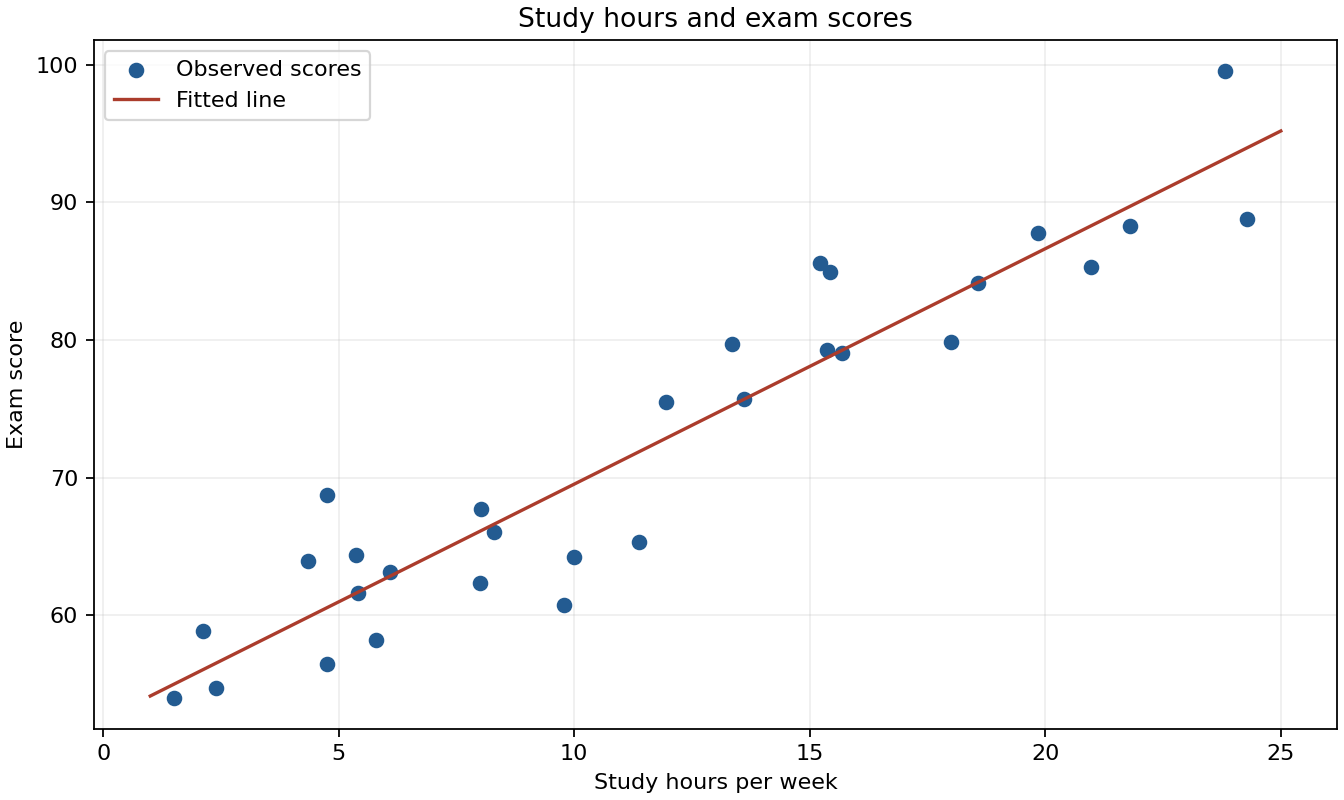 Study hours and exam scores
Observed scores
Fitted line
100
90
80
70
60
Exam score
0 5 10 15 20 25
Study hours per week